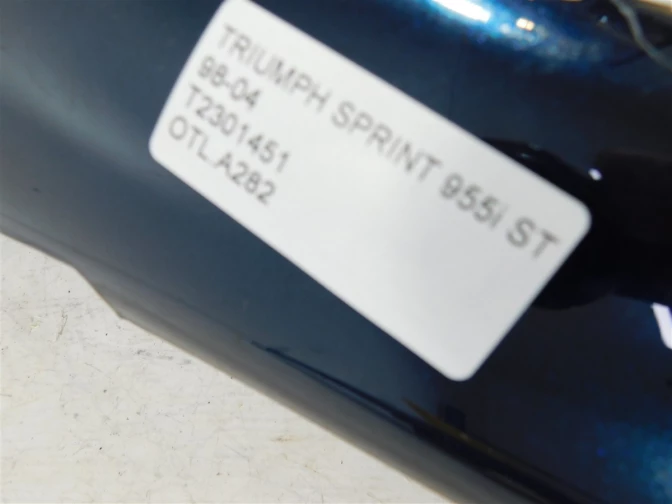 TRIUMPH SPRINT 955i ST
98-04
T2301451
OTL.A282